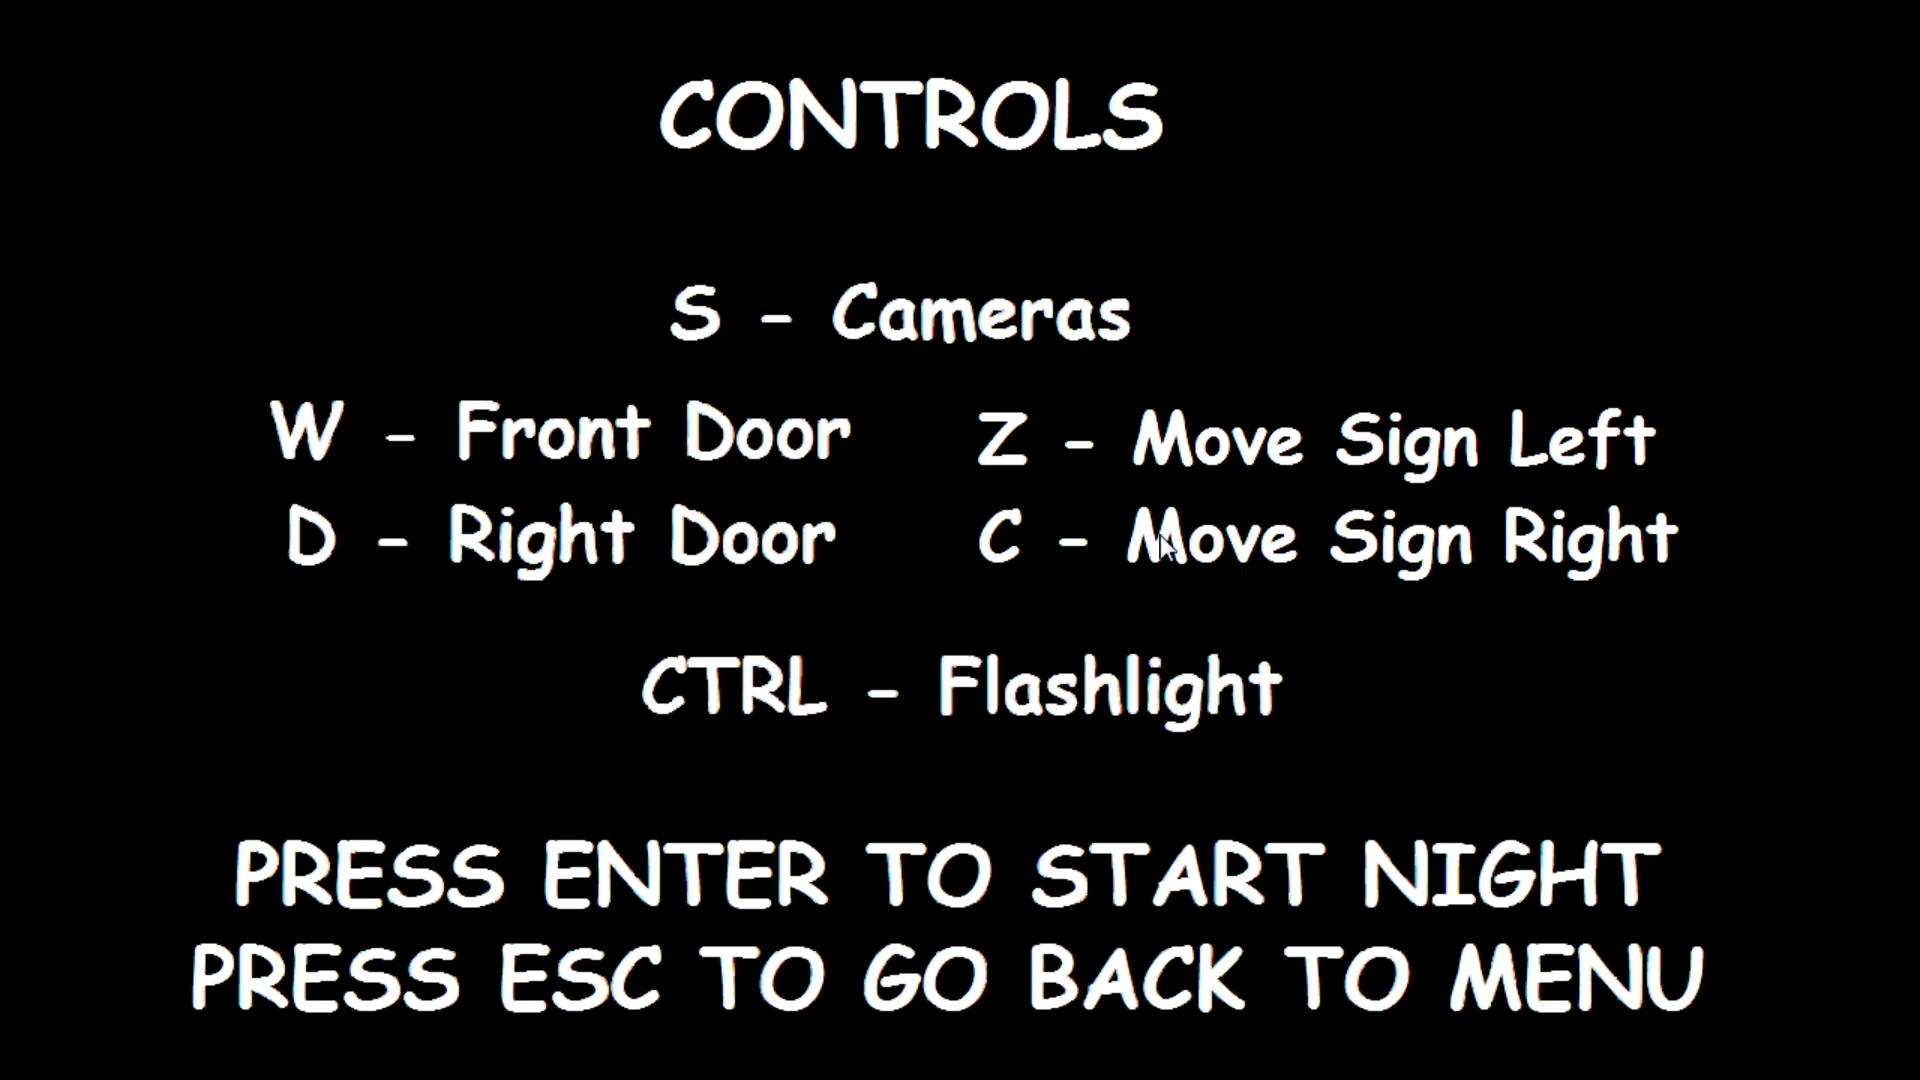 CONTROLS
S - Cameras
W - Front Door
D - Right Door
Z - Move Sign Left
C - Move Sign Right
CTRL - Flashlight
PRESS ENTER TO START NIGHT
PRESS ESC TO GO BACK TO MENU